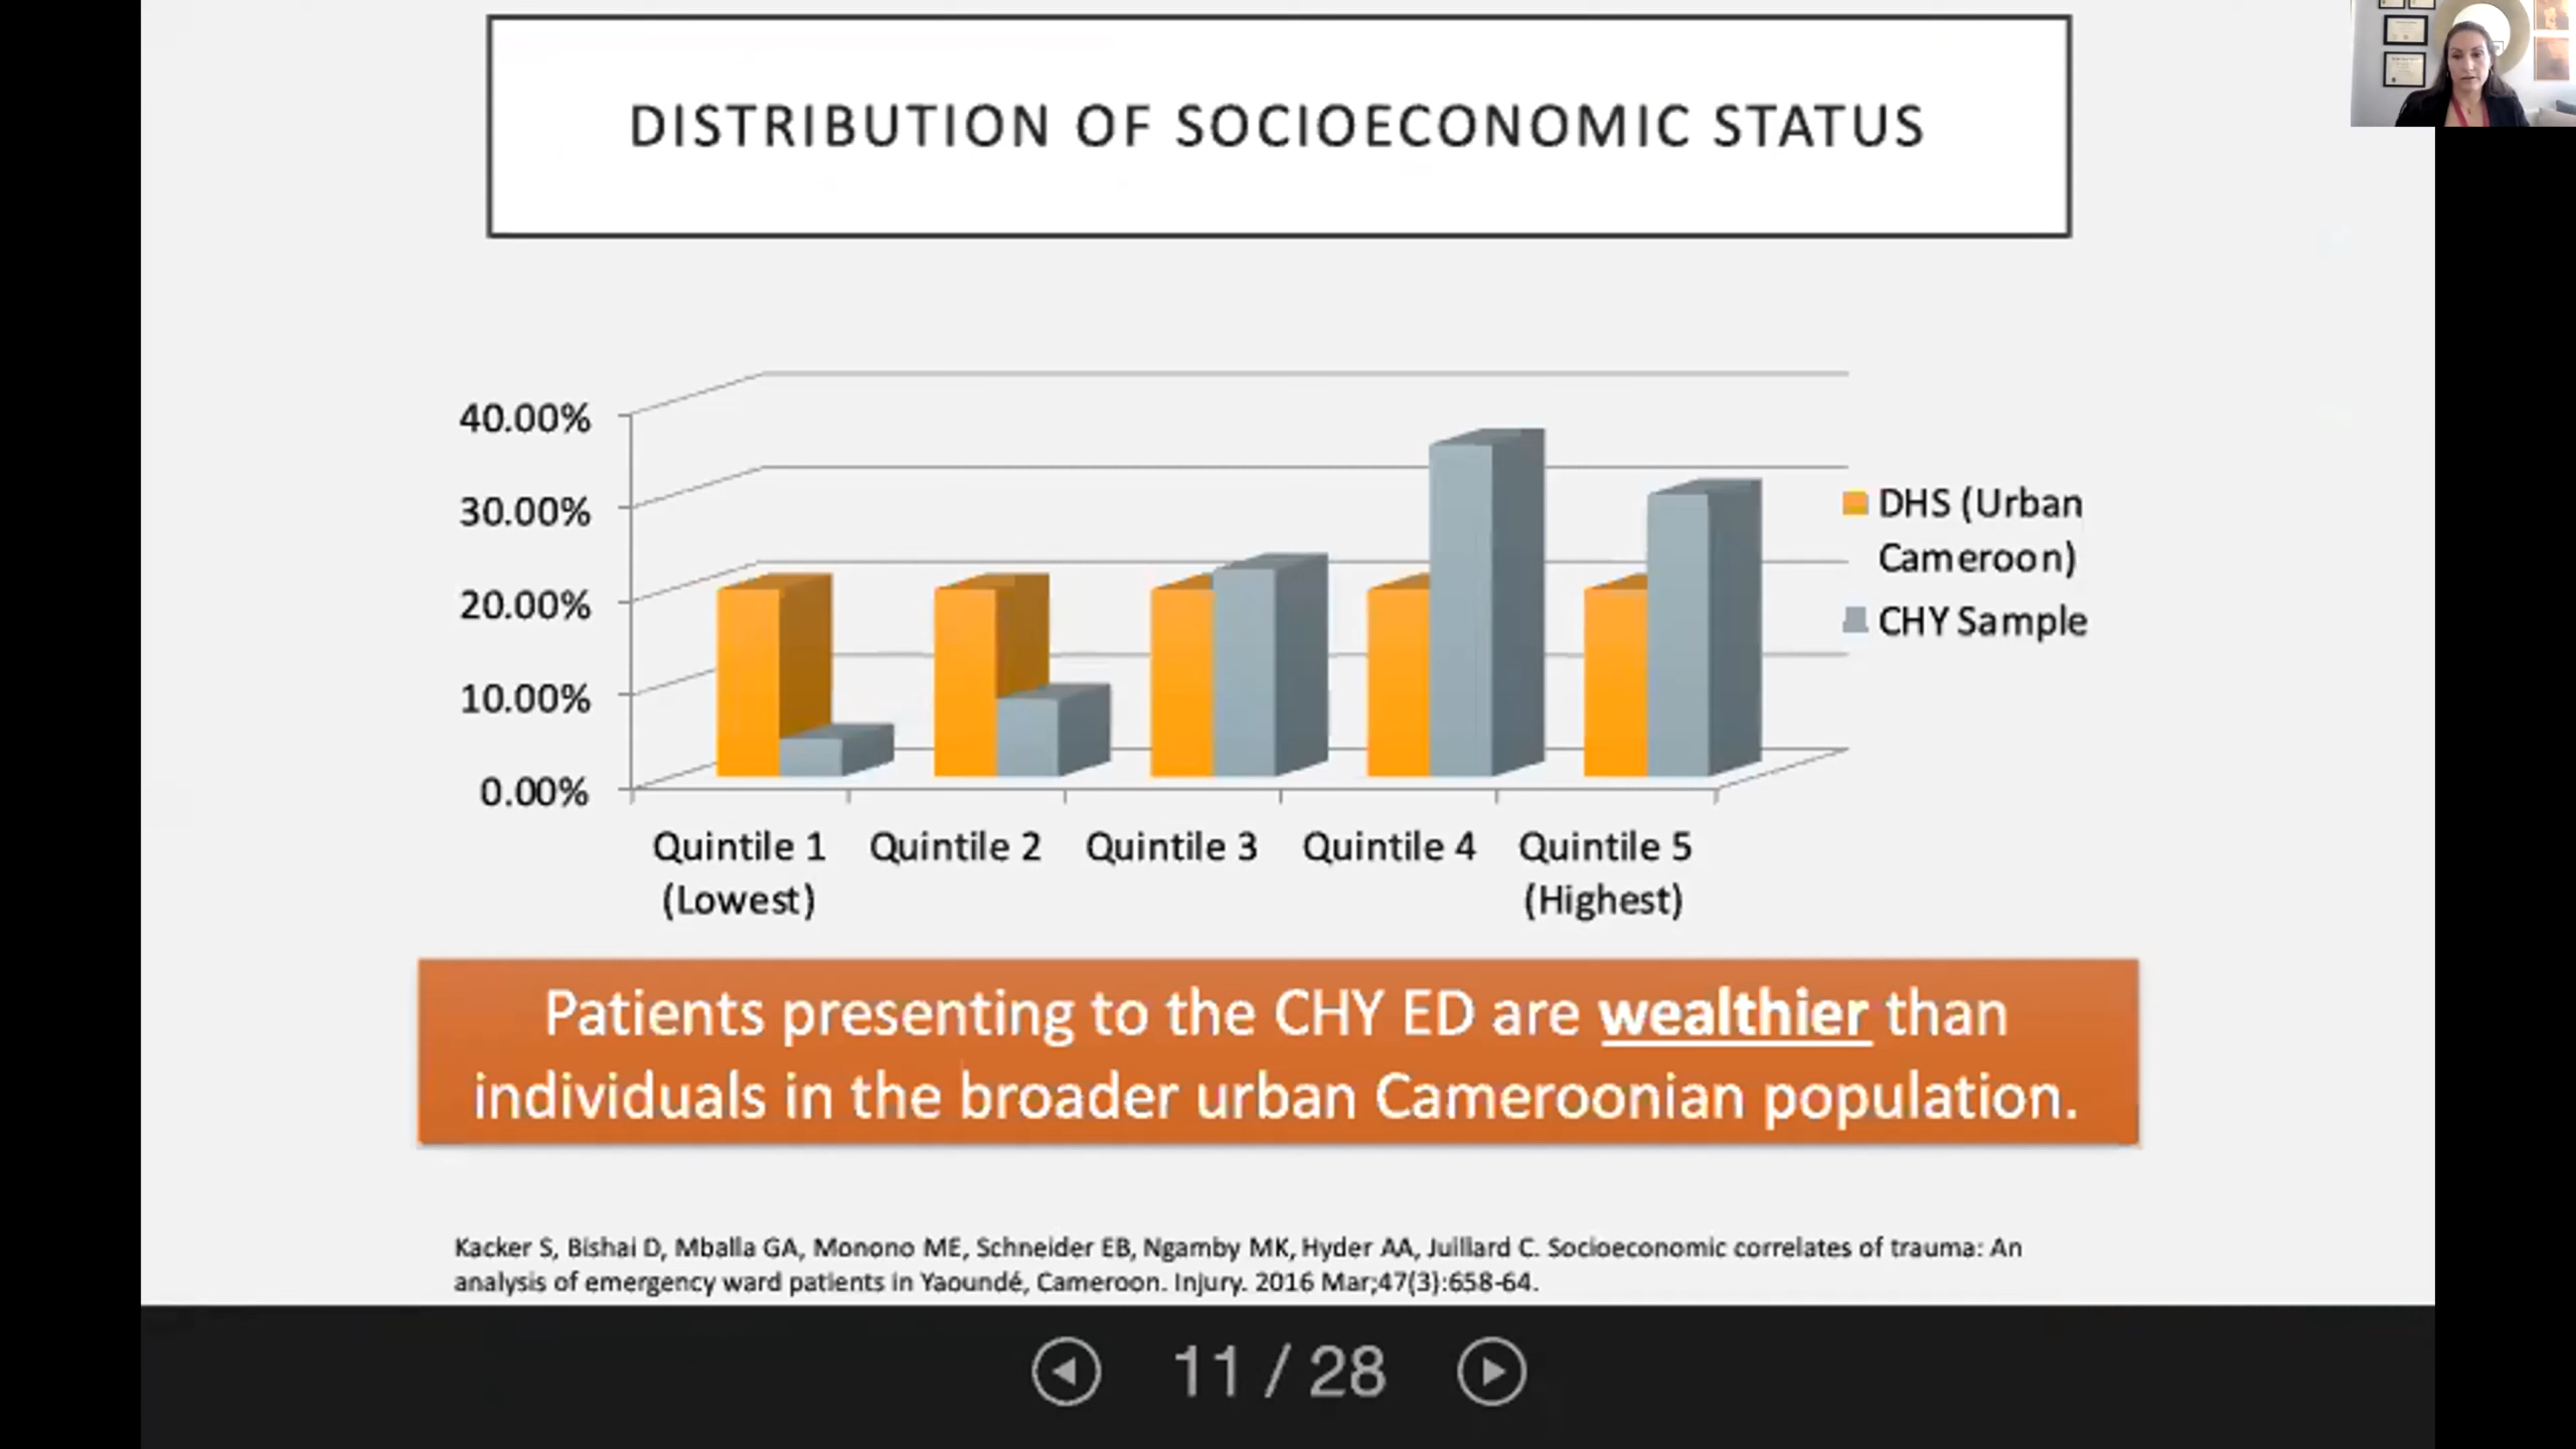 DISTRIBUTION OF SOCIOECONOMIC STATUS
40.00%
30.00%
20.00%
10.00%
0.00%
DHS (Urban
Cameroon)
CHY Sample
Quintile 1
(Lowest)
Quintile 2
Quintile 3
Quintile 4
Quintile 5
(Highest)
Patients presenting to the CHY ED are wealthier than
individuals in the broader urban Cameroonian population.
Kacker S, Bishai D, Mballa GA, Monono ME, Schneider EB, Ngamby MK, Hyder AA, Juillard C. Socioeconomic correlates of trauma: An
analysis of emergency ward patients in Yaoundé, Cameroon. Injury. 2016 Mar;47(3):658-64.
11 / 28